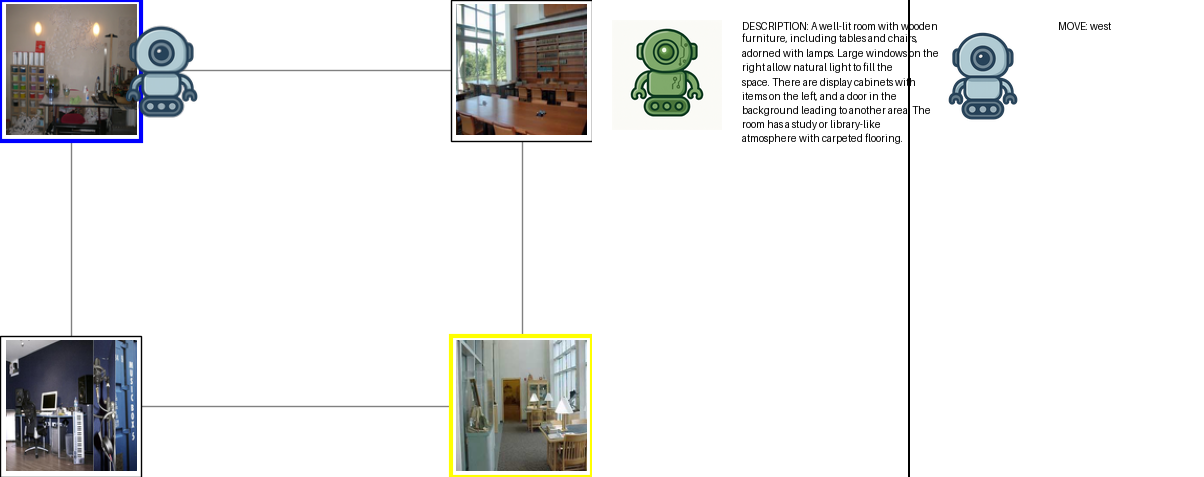 DESCRIPTION: A well-lit room with wooden
furniture, including tables and chairs,
adorned with lamps. Large windows on the
right allow natural light to fill the
space. There are display cabinets with
items on the left, and a door in the
background leading to another area. The
room has a study or library-like
atmosphere with carpeted flooring.
MOVE: west
MUSICBOX 5